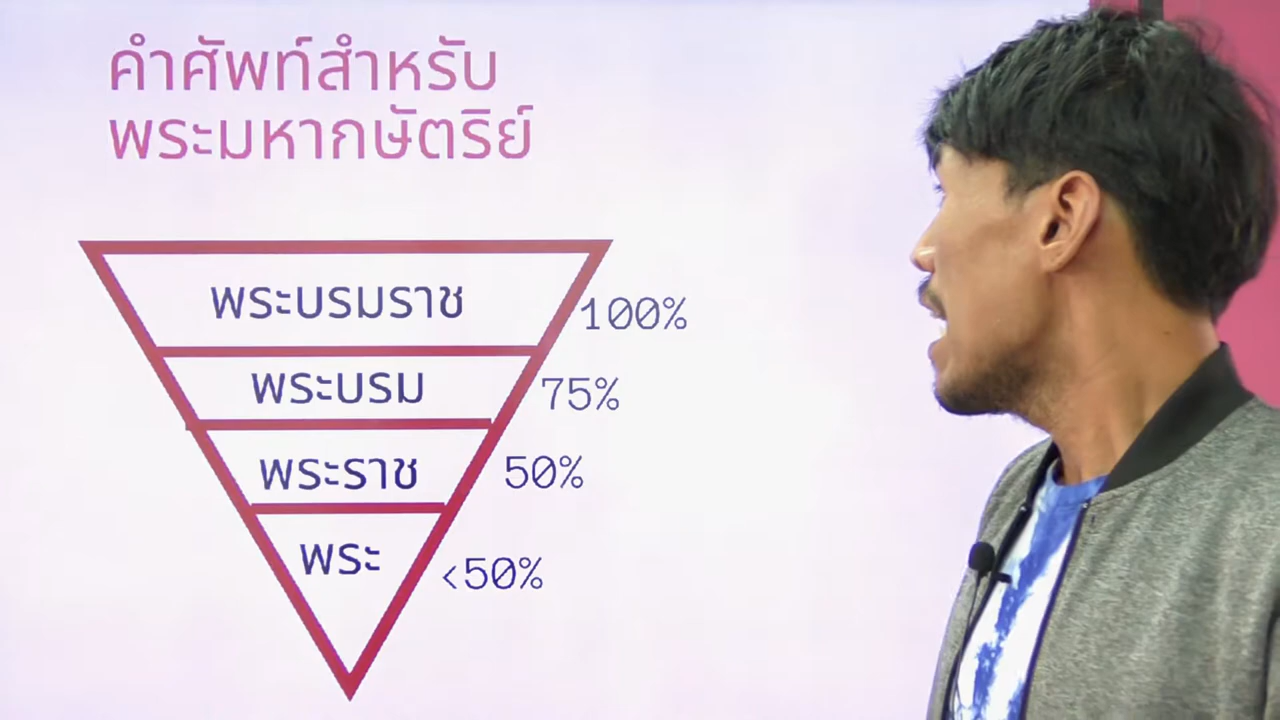 คำศัพท์สำหรับ
พระมหากษัตริย์
พระบรมราช
100%
พระบรม
75%
พระราช
50%
พระ
<50%